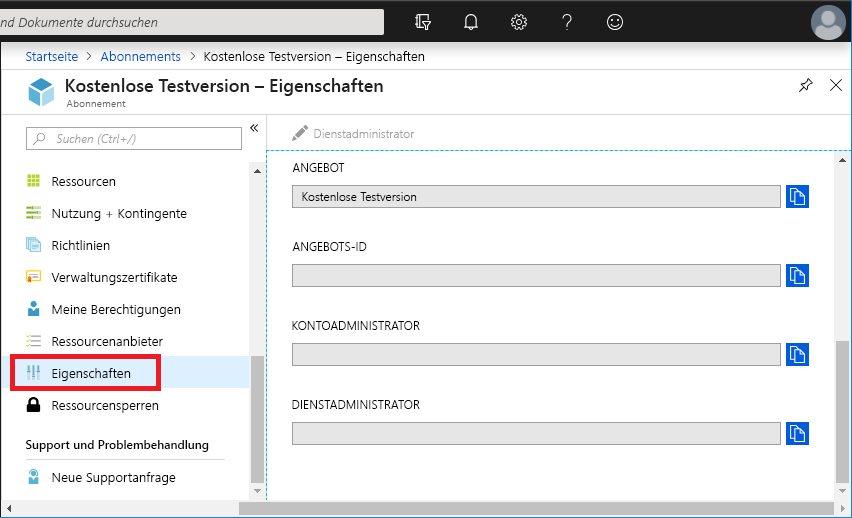 nd Dokumente durchsuchen
Startseite > Abonnements > Kostenlose Testversion – Eigenschaften
Kostenlose Testversion – Eigenschaften
Abonnement
Suchen (Ctrl+/)
Ressourcen
Nutzung + Kontingente
Richtlinien
Verwaltungszertifikate
Meine Berechtigungen
Ressourcenanbieter
Eigenschaften
Ressourcensperren
Support und Problembehandlung
Neue Supportanfrage
Dienstadministrator
ANGEBOT
Kostenlose Testversion
ANGEBOTS-ID
KONTOADMINISTRATOR
DIENSTADMINISTRATOR